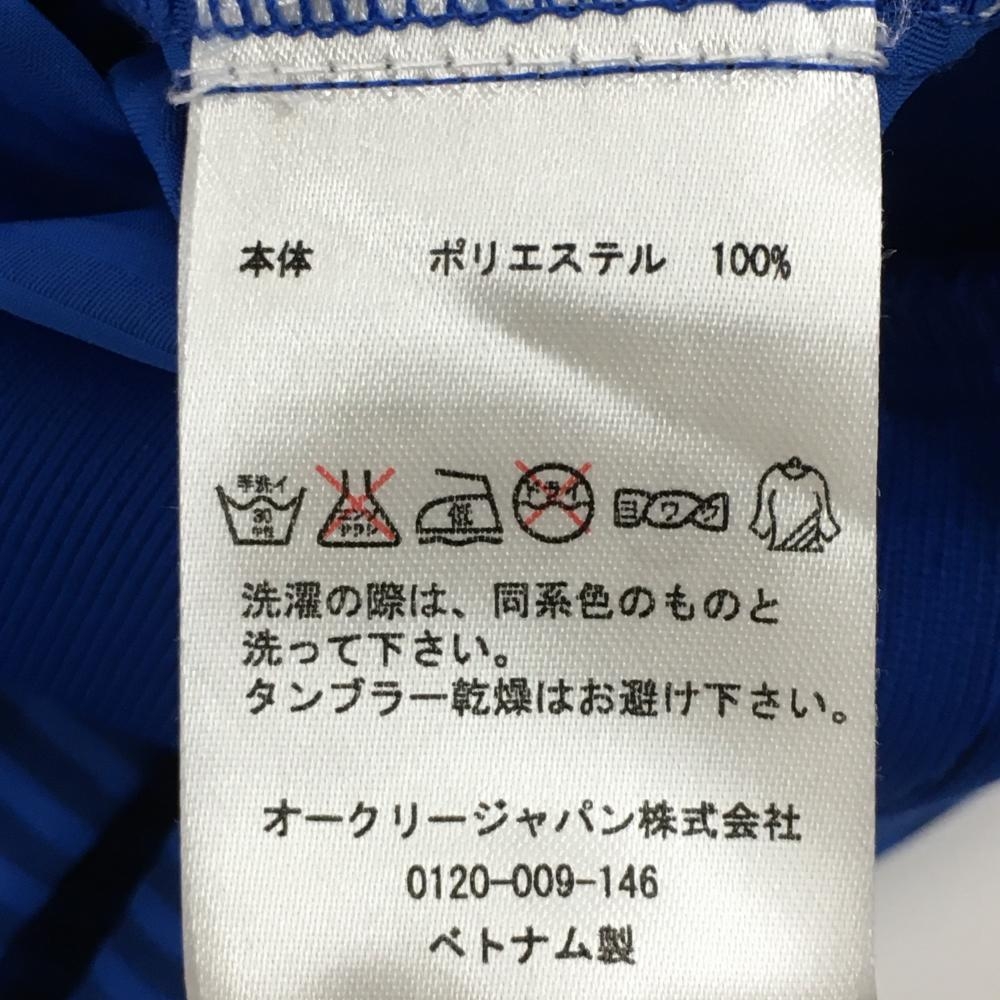 本体 ポリエステル 100%
手洗イ 30 中性 エンソ サラシ 低 ドライ ヨワク
洗濯の際は、同系色のものと
洗って下さい。
タンブラー乾燥はお避け下さい。
オークリージャパン株式会社
0120-009-146
ベトナム製